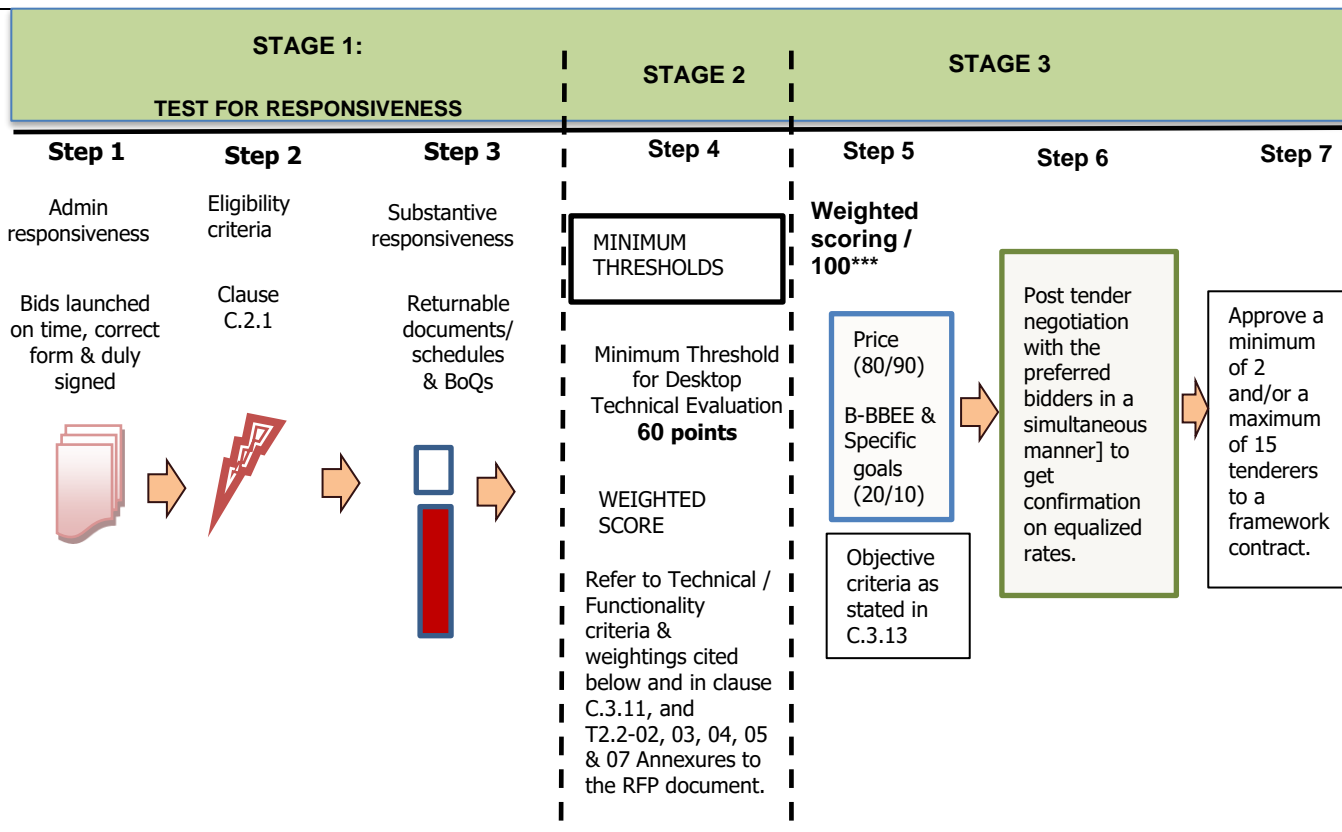 STAGE 1:
TEST FOR RESPONSIVENESS
STAGE 2
STAGE 3
Step 1
Admin
responsiveness
Bids launched
on time, correct
form & duly
signed
Step 2
Eligibility
criteria
Clause
C.2.1
Step 3
Substantive
responsiveness
Returnable
documents/
schedules
& BoQs
Step 4
MINIMUM
THRESHOLDS
Minimum Threshold
for Desktop
Technical Evaluation
60 points
WEIGHTED
SCORE
Refer to Technical /
Functionality
criteria &
weightings cited
below and in clause
C.3.11, and
T2.2-02, 03, 04, 05
& 07 Annexures to
the RFP document.
Step 5
Weighted
scoring /
100***
Price
(80/90)
B-BBEE &
Specific
goals
(20/10)
Objective
criteria as
stated in
C.3.13
Step 6
Post tender
negotiation
with the
preferred
bidders in a
simultaneous
manner] to
get
confirmation
on equalized
rates.
Step 7
Approve a
minimum
of 2
and/or a
maximum
of 15
tenderers
to a
framework
contract.